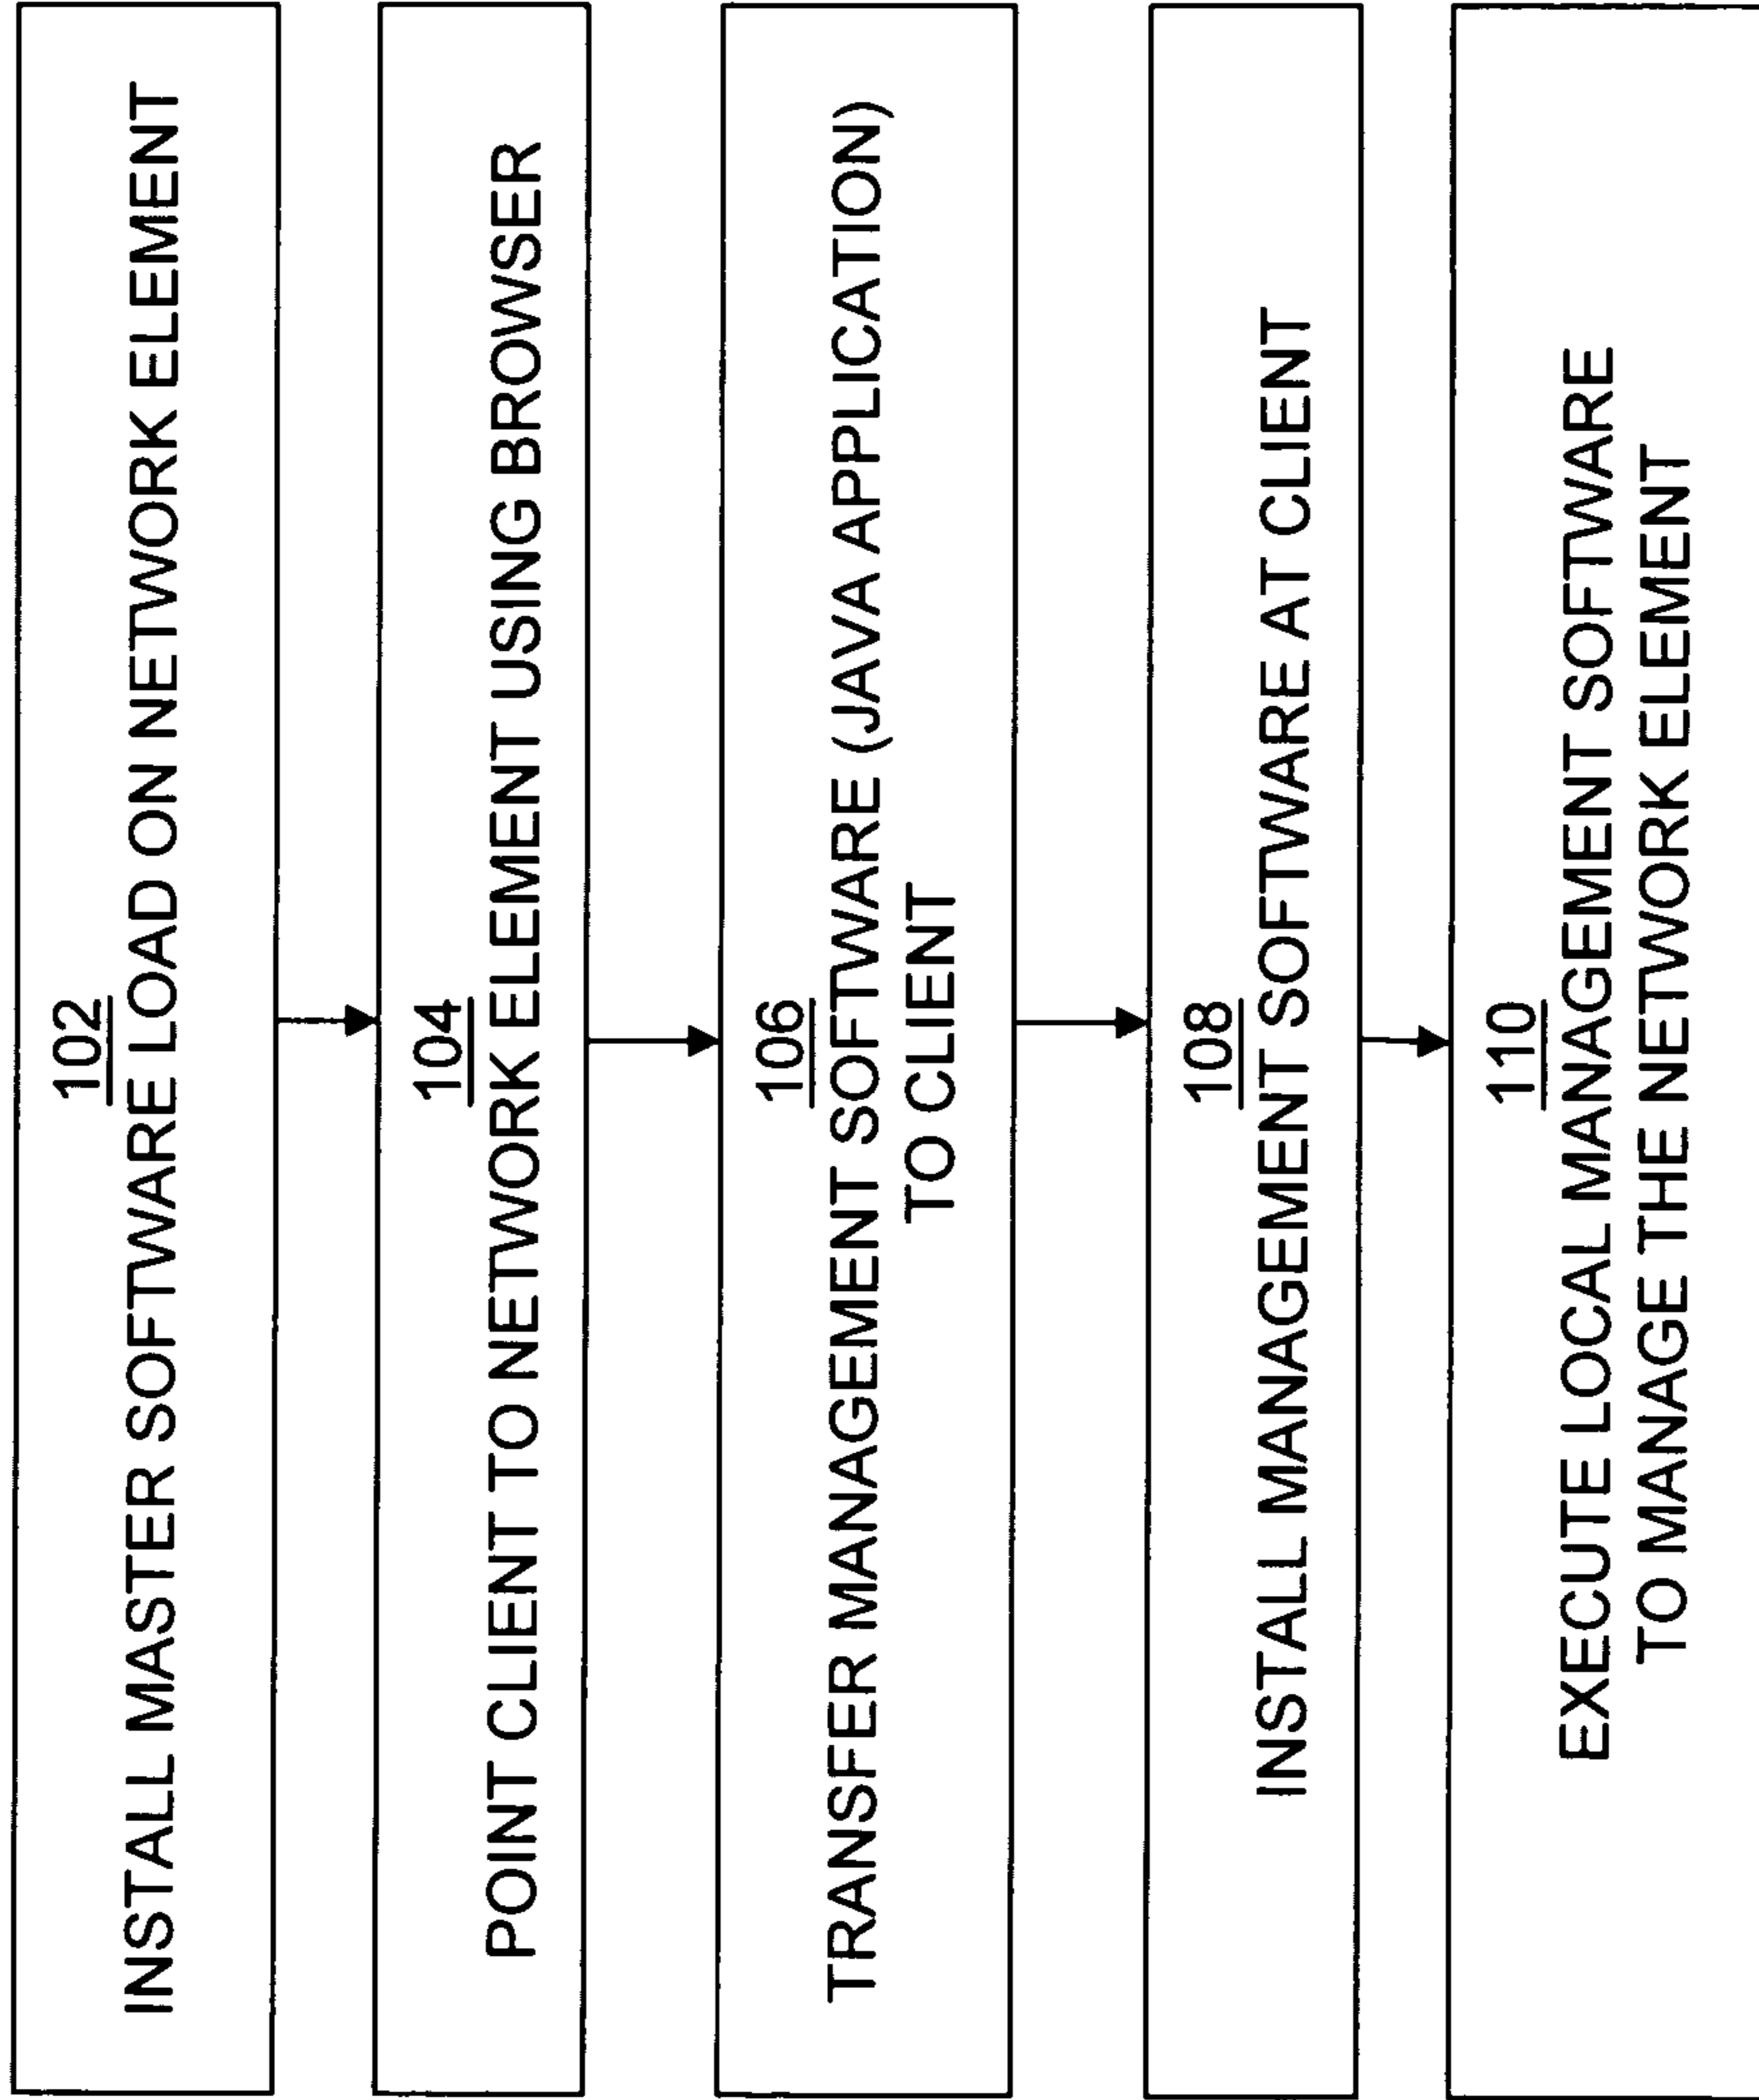 102
INSTALL MASTER SOFTWARE LOAD ON NETWORK ELEMENT
104
POINT CLIENT TO NETWORK ELEMENT USING BROWSER
106
TRANSFER MANAGEMENT SOFTWARE (JAVA APPLICATION)
TO CLIENT
108
INSTALL MANAGEMENT SOFTWARE AT CLIENT
110
EXECUTE LOCAL MANAGEMENT SOFTWARE
TO MANAGE THE NETWORK ELEMENT